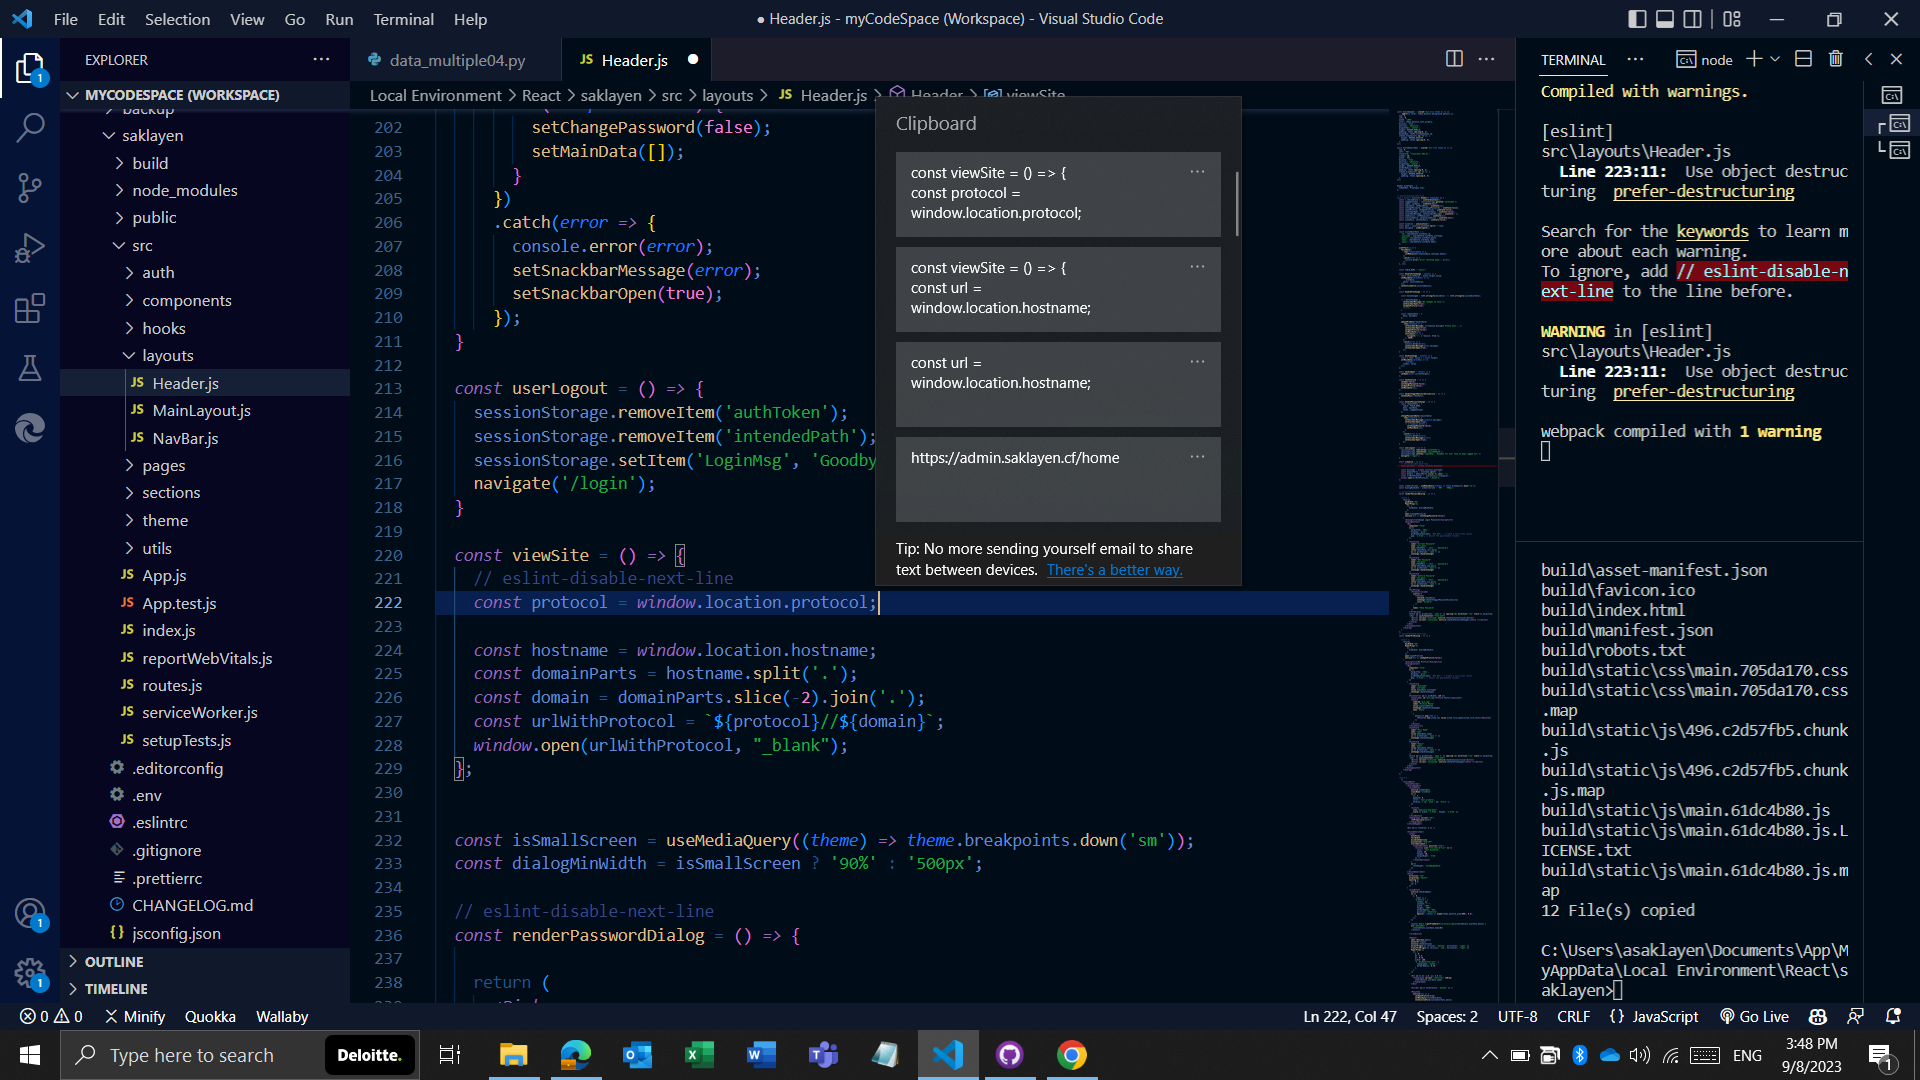 File Edit Selection View Go Run Terminal Help
● Header.js - myCodeSpace (Workspace) - Visual Studio Code
EXPLORER
MYCODESPACE (WORKSPACE)
backup
saklayen
build
node_modules
public
src
auth
components
hooks
layouts
JS Header.js
JS MainLayout.js
JS NavBar.js
pages
sections
theme
utils
JS App.js
JS App.test.js
JS index.js
JS reportWebVitals.js
JS routes.js
JS serviceWorker.js
JS setupTests.js
.editorconfig
.env
.eslintrc
.gitignore
.prettierrc
CHANGELOG.md
{} jsconfig.json
OUTLINE
TIMELINE
1
1
1
data_multiple04.py
JS Header.js ●
Local Environment > React > saklayen > src > layouts > JS Header.js > Header > viewSite
202 setChangePassword(false);
203 setMainData([]);
204 }
205 })
206 .catch(error => {
207 console.error(error);
208 setSnackbarMessage(error);
209 setSnackbarOpen(true);
210 });
211 }
212
213 const userLogout = () => {
214 sessionStorage.removeItem('authToken');
215 sessionStorage.removeItem('intendedPath');
216 sessionStorage.setItem('LoginMsg', 'Goodby
217 navigate('/login');
218 }
219
220 const viewSite = () => {
221 // eslint-disable-next-line
222 const protocol = window.location.protocol;
223
224 const hostname = window.location.hostname;
225 const domainParts = hostname.split('.');
226 const domain = domainParts.slice(-2).join('.');
227 const urlWithProtocol = `${protocol}//${domain}`;
228 window.open(urlWithProtocol, "_blank");
229 };
230
231
232 const isSmallScreen = useMediaQuery((theme) => theme.breakpoints.down('sm'));
233 const dialogMinWidth = isSmallScreen ? '90%' : '500px';
234
235 // eslint-disable-next-line
236 const renderPasswordDialog = () => {
237
238 return (
Clipboard
const viewSite = () => {
const protocol =
window.location.protocol;
const viewSite = () => {
const url =
window.location.hostname;
const url =
window.location.hostname;
https://admin.saklayen.cf/home
Tip: No more sending yourself email to share
text between devices. There's a better way.
TERMINAL
node
Compiled with warnings.
[eslint]
src\layouts\Header.js
Line 223:11: Use object destruc
turing prefer-destructuring
Search for the keywords to learn m
ore about each warning.
To ignore, add // eslint-disable-n
ext-line to the line before.
WARNING in [eslint]
src\layouts\Header.js
Line 223:11: Use object destruc
turing prefer-destructuring
webpack compiled with 1 warning
build\asset-manifest.json
build\favicon.ico
build\index.html
build\manifest.json
build\robots.txt
build\static\css\main.705da170.css
build\static\css\main.705da170.css
.map
build\static\js\496.c2d57fb5.chunk
.js
build\static\js\496.c2d57fb5.chunk
.js.map
build\static\js\main.61dc4b80.js
build\static\js\main.61dc4b80.js.L
ICENSE.txt
build\static\js\main.61dc4b80.js.m
ap
12 File(s) copied
C:\Users\asaklayen\Documents\App\M
yAppData\Local Environment\React\s
aklayen>
0 0 Minify Quokka Wallaby
Ln 222, Col 47 Spaces: 2 UTF-8 CRLF {} JavaScript Go Live
Type here to search
Deloitte.
ENG
3:48 PM
9/8/2023
1